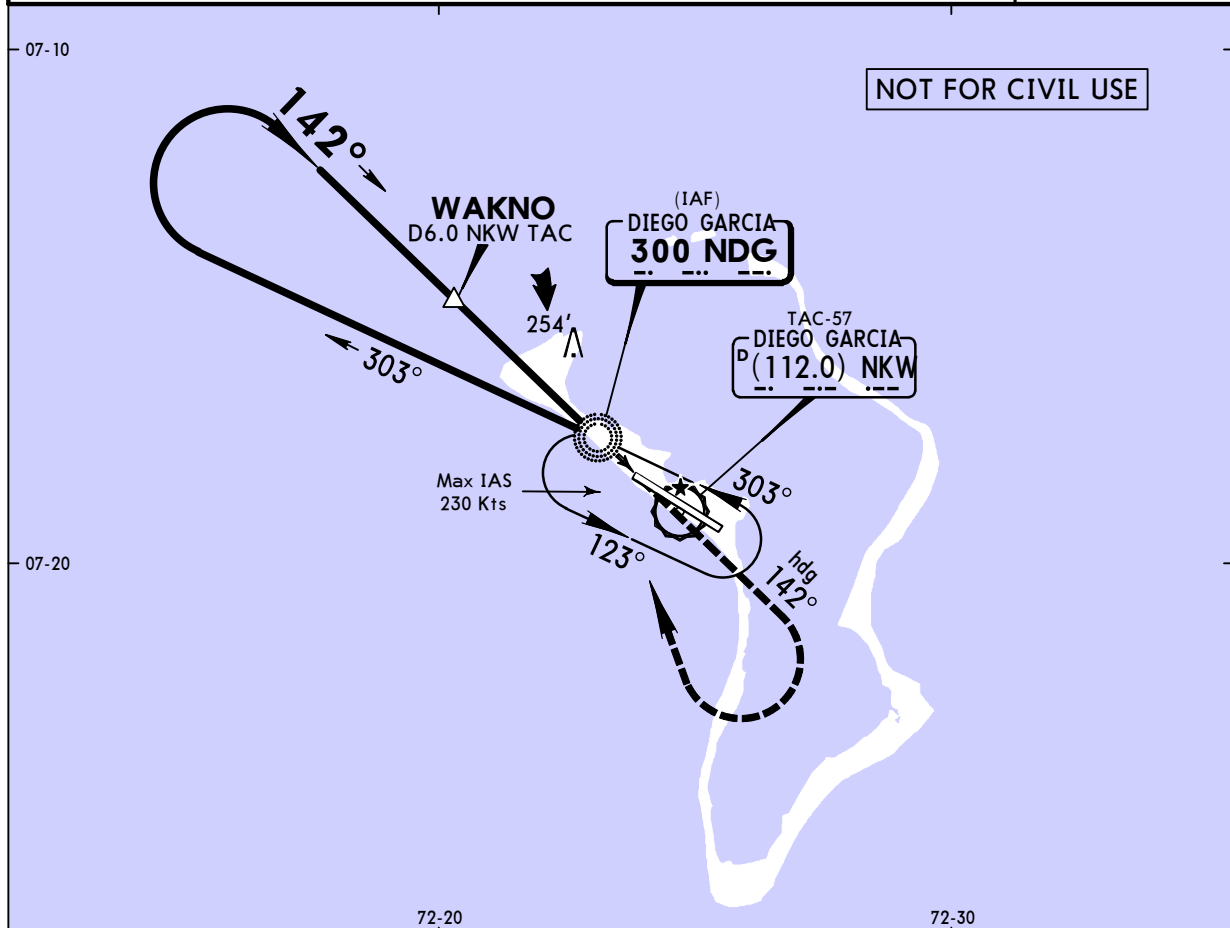 07-10
NOT FOR CIVIL USE
142°
WAKNO
D6.0 NKW TAC
(IAF)
DIEGO GARCIA
300 NDG
254'
TAC-57
DIEGO GARCIA
D (112.0) NKW
303°
Max IAS
230 Kts
303°
123°
hdg
142°
07-20
72-20
72-30